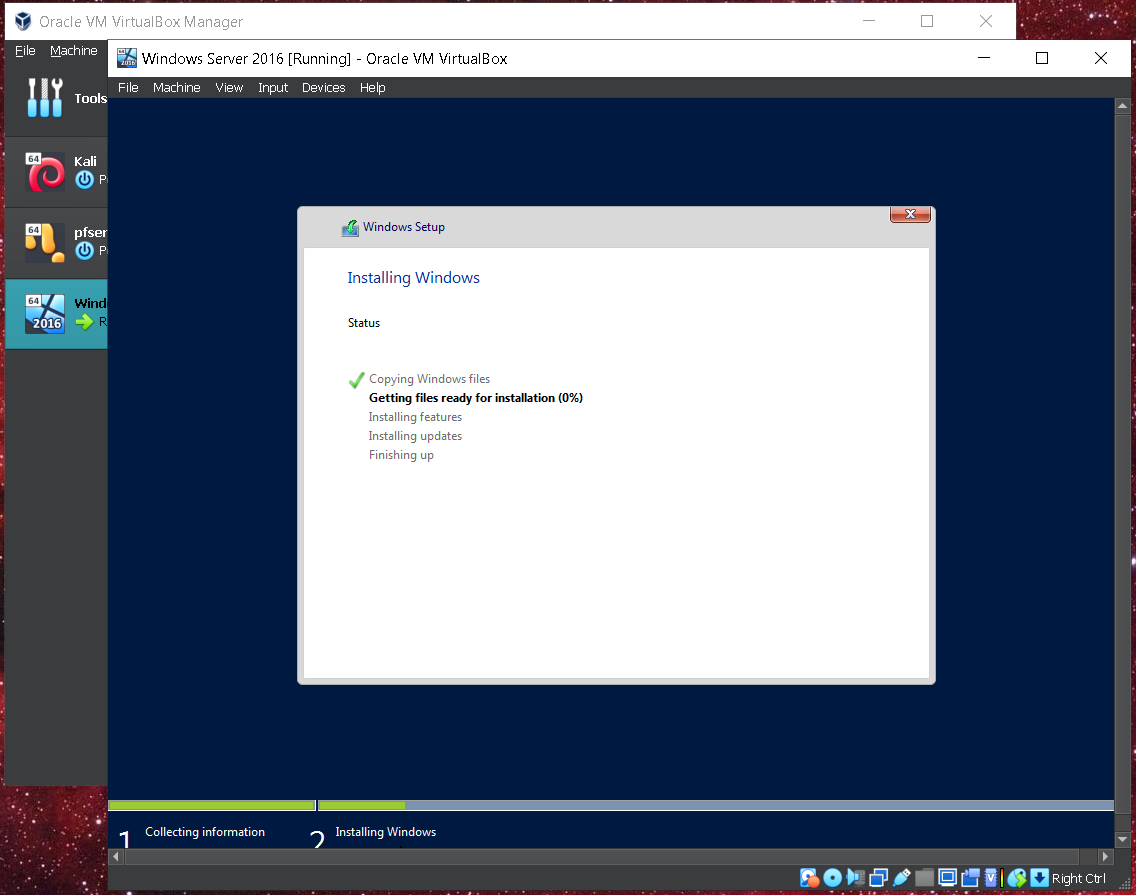 Oracle VM VirtualBox Manager
File Machine
Windows Server 2016 [Running] - Oracle VM VirtualBox
File Machine View Input Devices Help
Tools
64
Kali
64
pfser
64
2016
Wind
Windows Setup
Installing Windows
Status
Copying Windows files
Getting files ready for installation (0%)
Installing features
Installing updates
Finishing up
1 Collecting information
2 Installing Windows
Right Ctrl